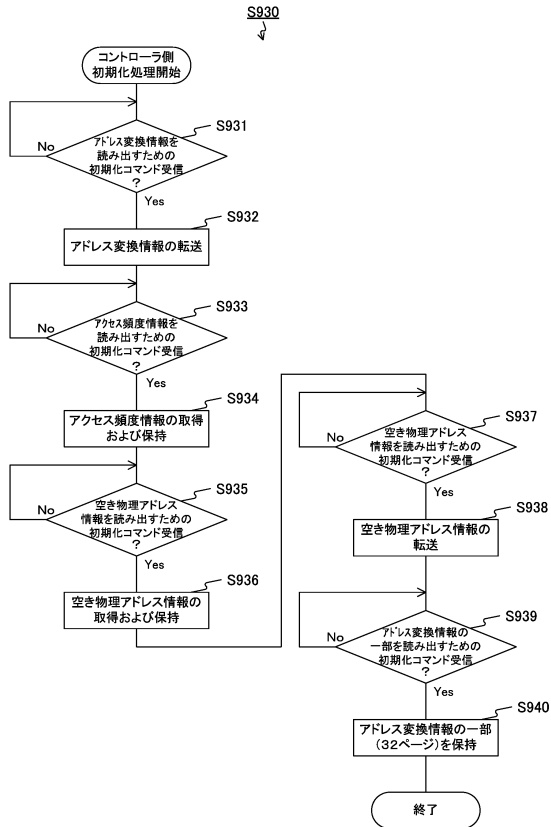 S930
コントローラ側
初期化処理開始
S931
アドレス変換情報を
読み出すための
初期化コマンド受信
?
No
Yes
S932
アドレス変換情報の転送
S933
アクセス頻度情報を
読み出すための
初期化コマンド受信
?
No
Yes
S934
アクセス頻度情報の取得
および保持
S935
空き物理アドレス
情報を読み出すための
初期化コマンド受信
?
No
Yes
S936
空き物理アドレス情報の
取得および保持
S937
空き物理アドレス
情報を読み出すための
初期化コマンド受信
?
No
Yes
S938
空き物理アドレス情報の
転送
S939
アドレス変換情報の
一部を読み出すための
初期化コマンド受信
?
No
Yes
S940
アドレス変換情報の一部
(32ページ)を保持
終了